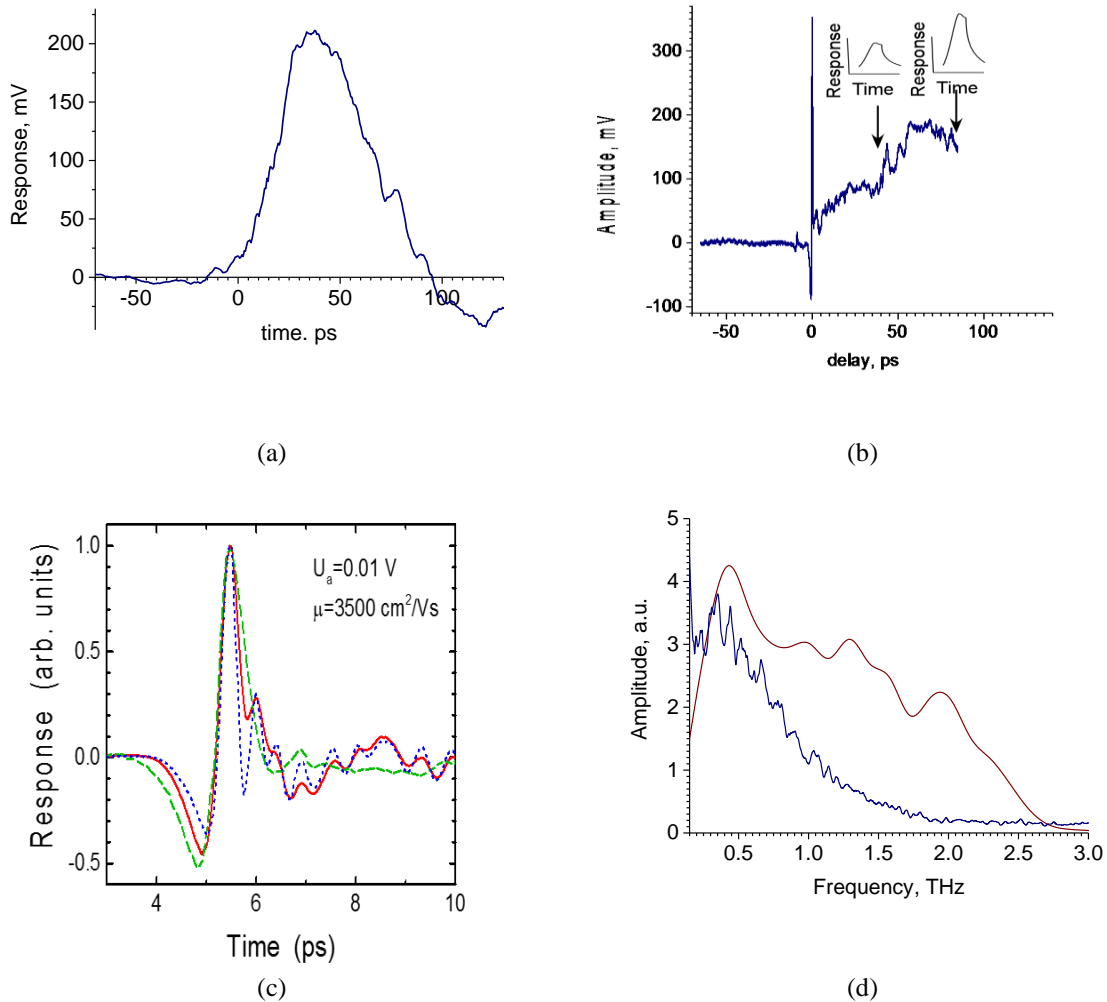 200
150
100
50
0
-50
0
50
100
Response, mV
time. ps
(a)
300
200
100
0
-100
-50
0
50
100
Amplitude, mV
delay, ps
Response
Time
Response
Time
(b)
1.0
0.5
0.0
-0.5
4
6
8
10
Response (arb. units)
Time (ps)
U_a=0.01 V
μ=3500 cm²/Vs
(c)
5
4
3
2
1
0
0.5
1.0
1.5
2.0
2.5
3.0
Amplitude, a.u.
Frequency, THz
(d)